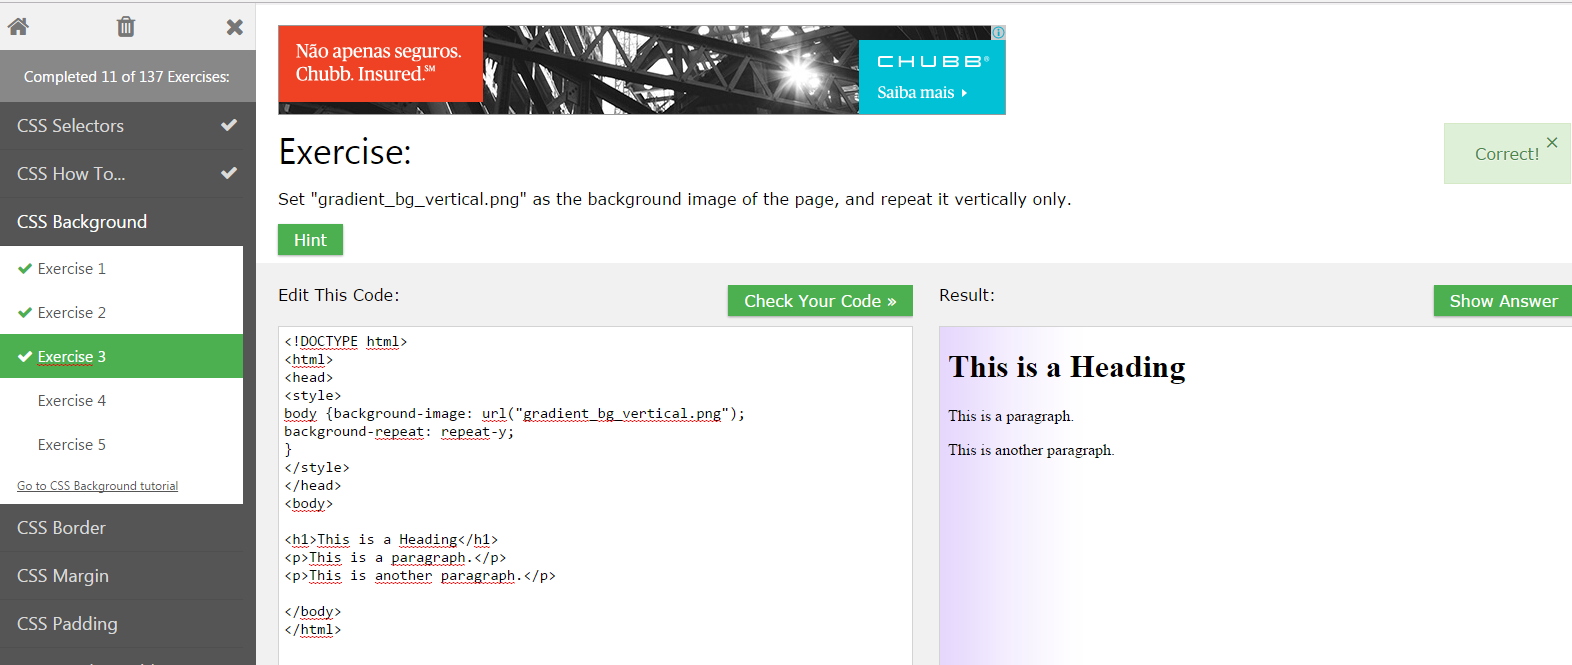 Completed 11 of 137 Exercises:
CSS Selectors
CSS How To...
CSS Background
Exercise 1
Exercise 2
Exercise 3
Exercise 4
Exercise 5
Go to CSS Background tutorial
CSS Border
CSS Margin
CSS Padding
Não apenas seguros.
Chubb. Insured.℠
CHUBB®
Saiba mais
Exercise:
Correct!
Set "gradient_bg_vertical.png" as the background image of the page, and repeat it vertically only.
Hint
Edit This Code:
Check Your Code »
<!DOCTYPE html>
<html>
<head>
<style>
body {background-image: url("gradient_bg_vertical.png");
background-repeat: repeat-y;
}
</style>
</head>
<body>
<h1>This is a Heading</h1>
<p>This is a paragraph.</p>
<p>This is another paragraph.</p>
</body>
</html>
Result:
Show Answer
This is a Heading
This is a paragraph.
This is another paragraph.